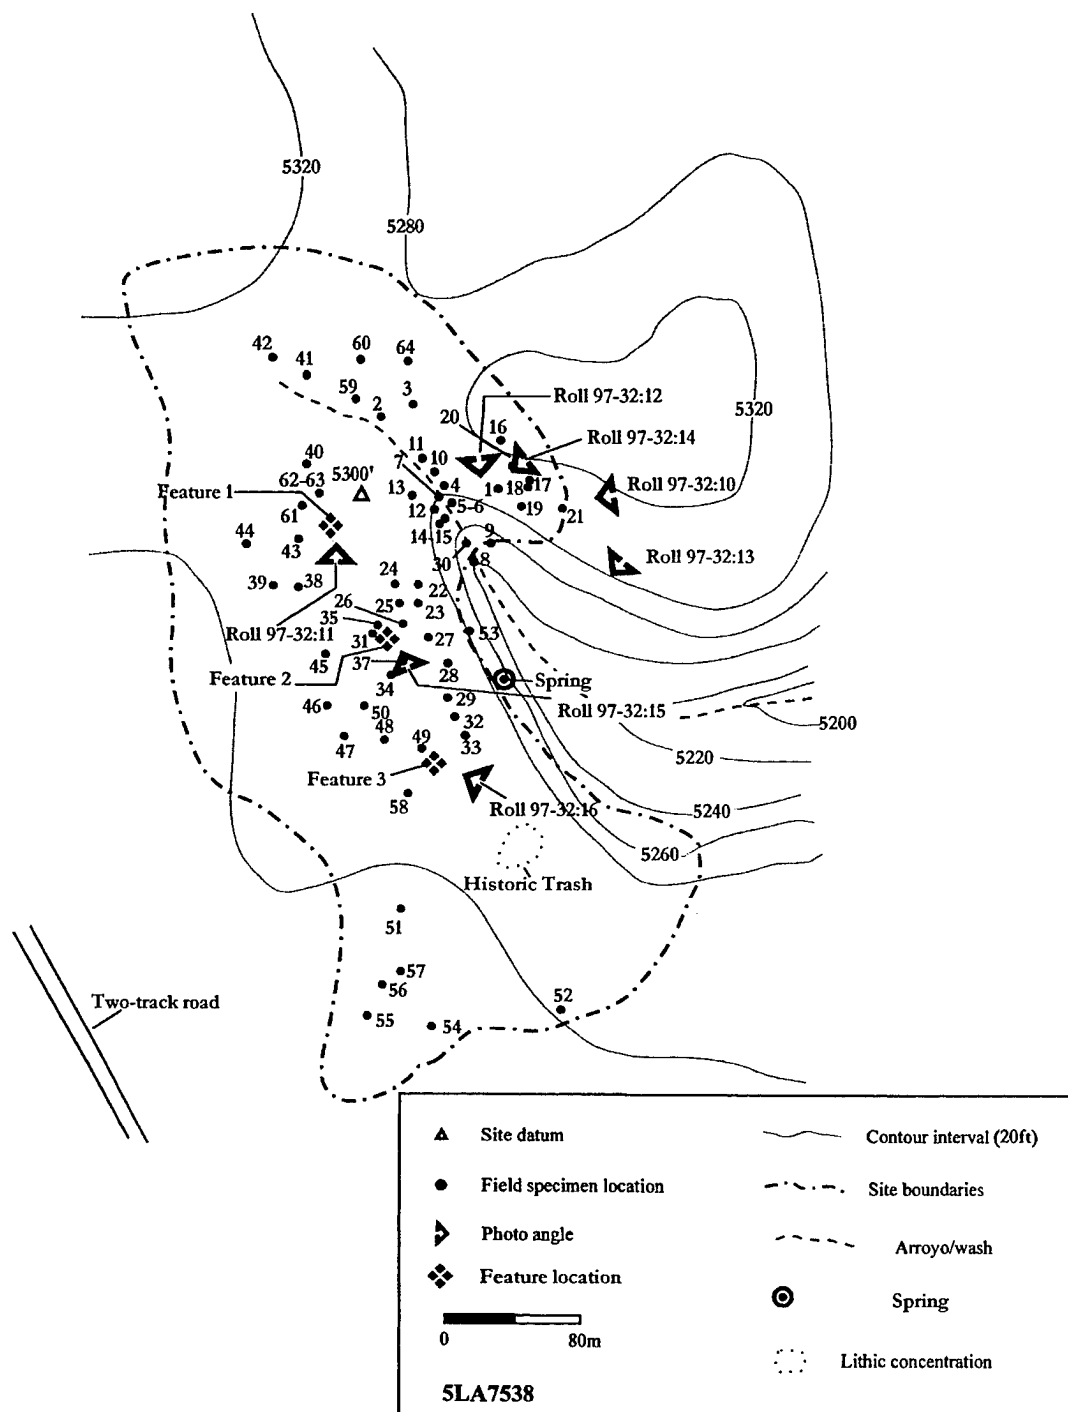 5320
5280
42
60
64
41
59
3
2
Roll 97-32:12
20
16
5320
Roll 97-32:14
11
10
7
40
5300'
62-63
4
1
18
17
Roll 97-32:10
Feature 1
13
5-6
12
19
21
61
14-15
9
44
43
30
8
Roll 97-32:13
24
22
39
38
26
25
23
35
Roll 97-32:11
31
27
53
45
37
28
Feature 2
34
Spring
29
Roll 97-32:15
46
50
32
5200
47
48
49
33
5220
Feature 3
58
Roll 97-32:16
5240
5260
Historic Trash
51
57
56
52
Two-track road
55
54
Site datum
Contour interval (20ft)
Field specimen location
Site boundaries
Photo angle
Arroyo/wash
Feature location
Spring
0
80m
Lithic concentration
5LA7538